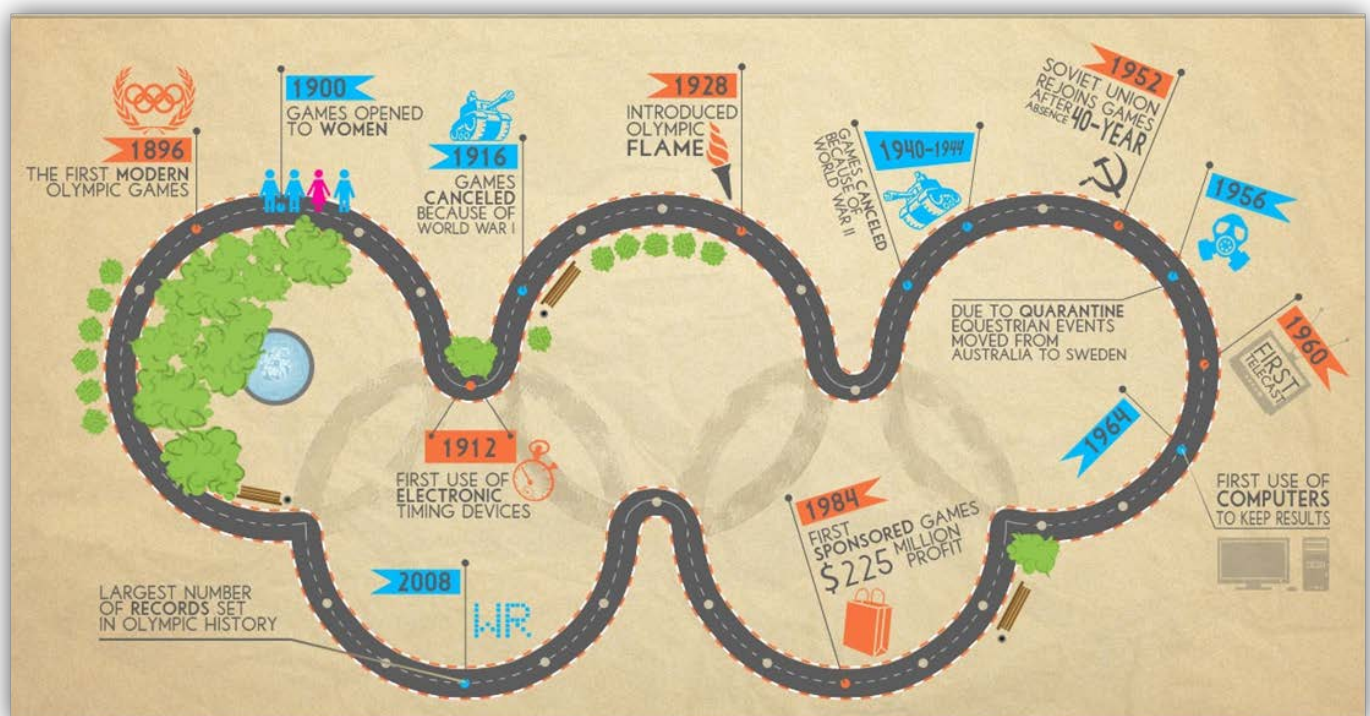 1896
THE FIRST MODERN
OLYMPIC GAMES
1900
GAMES OPENED
TO WOMEN
1912
FIRST USE OF
ELECTRONIC
TIMING DEVICES
1916
GAMES
CANCELED
BECAUSE OF
WORLD WAR I
1928
INTRODUCED
OLYMPIC
FLAME
1940-1944
GAMES CANCELED
BECAUSE OF
WORLD WAR II
1952
SOVIET UNION
REJOINS GAMES
AFTER 40-YEAR
ABSENCE
1956
DUE TO QUARANTINE
EQUESTRIAN EVENTS
MOVED FROM
AUSTRALIA TO SWEDEN
1960
FIRST
TELECAST
1964
FIRST USE OF
COMPUTERS
TO KEEP RESULTS
1984
FIRST
SPONSORED GAMES
$225 MILLION
PROFIT
2008
WR
LARGEST NUMBER
OF RECORDS SET
IN OLYMPIC HISTORY